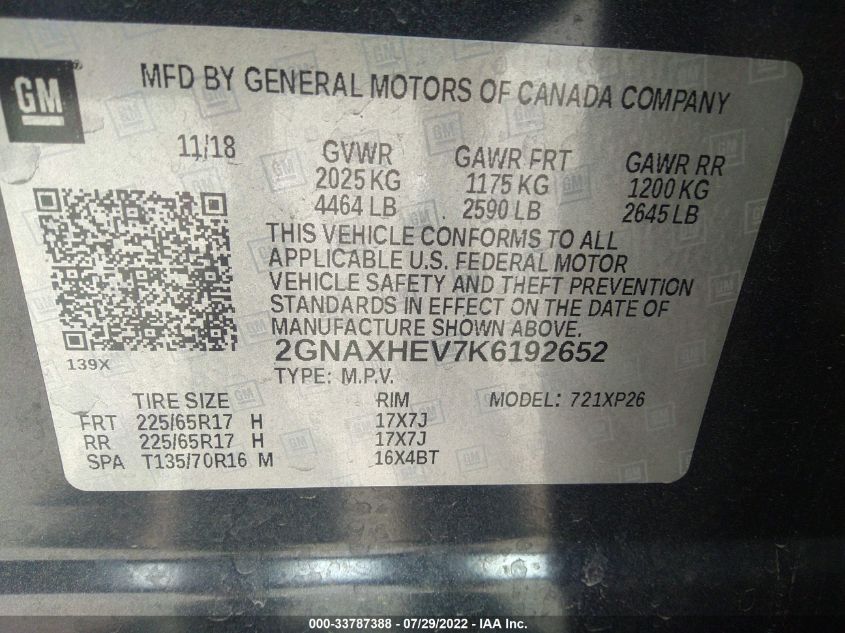 GM
MFD BY GENERAL MOTORS OF CANADA COMPANY
11/18
GVWR GAWR FRT GAWR RR
2025 KG 1175 KG 1200 KG
4464 LB 2590 LB 2645 LB
THIS VEHICLE CONFORMS TO ALL
APPLICABLE U.S. FEDERAL MOTOR
VEHICLE SAFETY AND THEFT PREVENTION
STANDARDS IN EFFECT ON THE DATE OF
MANUFACTURE SHOWN ABOVE.
139X
2GNAXHEV7K6192652
TYPE: M.P.V.
TIRE SIZE RIM MODEL: 721XP26
FRT 225/65R17 H 17X7J
RR 225/65R17 H 17X7J
SPA T135/70R16 M 16X4BT
000-33787388 - 07/29/2022 - IAA Inc.